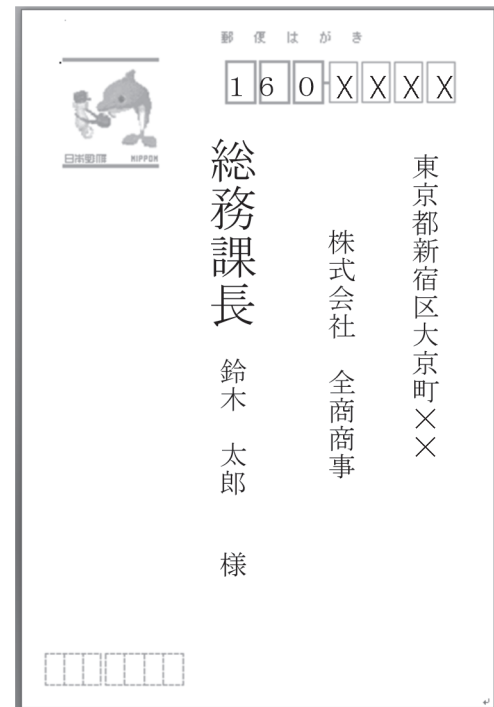 郵便はがき
160-XXXX
日本郵便 NIPPON
東京都新宿区大京町××
株式会社 全商商事
総務課長 鈴木 太郎 様